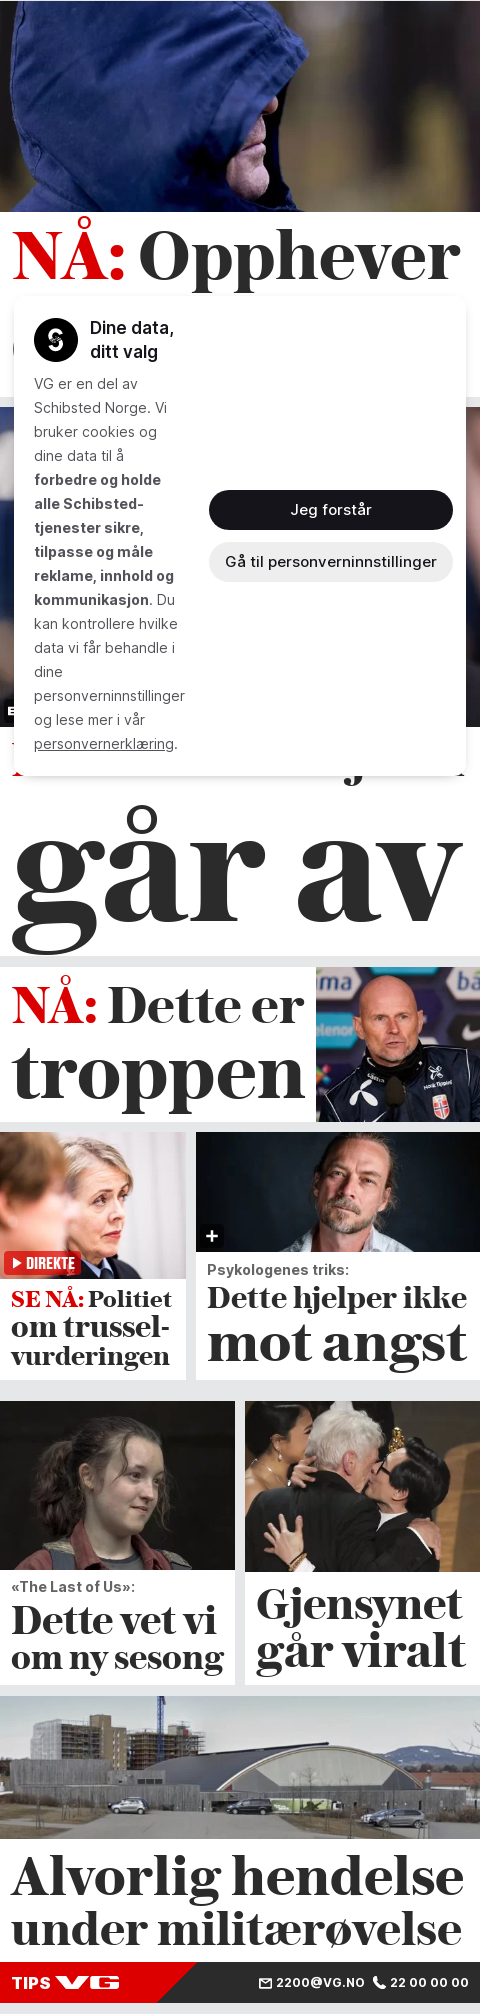 NÅ: Opphever
Dine data,
ditt valg
VG er en del av
Schibsted Norge. Vi
bruker cookies og
dine data til å
forbedre og holde
alle Schibsted-
tjenester sikre,
tilpasse og måle
reklame, innhold og
kommunikasjon. Du
kan kontrollere hvilke
data vi får behandle i
dine
personverninnstillinger
og lese mer i vår
personvernerklæring.
Jeg forstår
Gå til personverninnstillinger
går av
NÅ: Dette er
troppen
DIREKTE
SE NÅ: Politiet
om trussel-
vurderingen
Psykologenes triks:
Dette hjelper ikke
mot angst
«The Last of Us»:
Dette vet vi
om ny sesong
Gjensynet
går viralt
Alvorlig hendelse
under militærøvelse
TIPS VG
2200@VG.NO 22 00 00 00